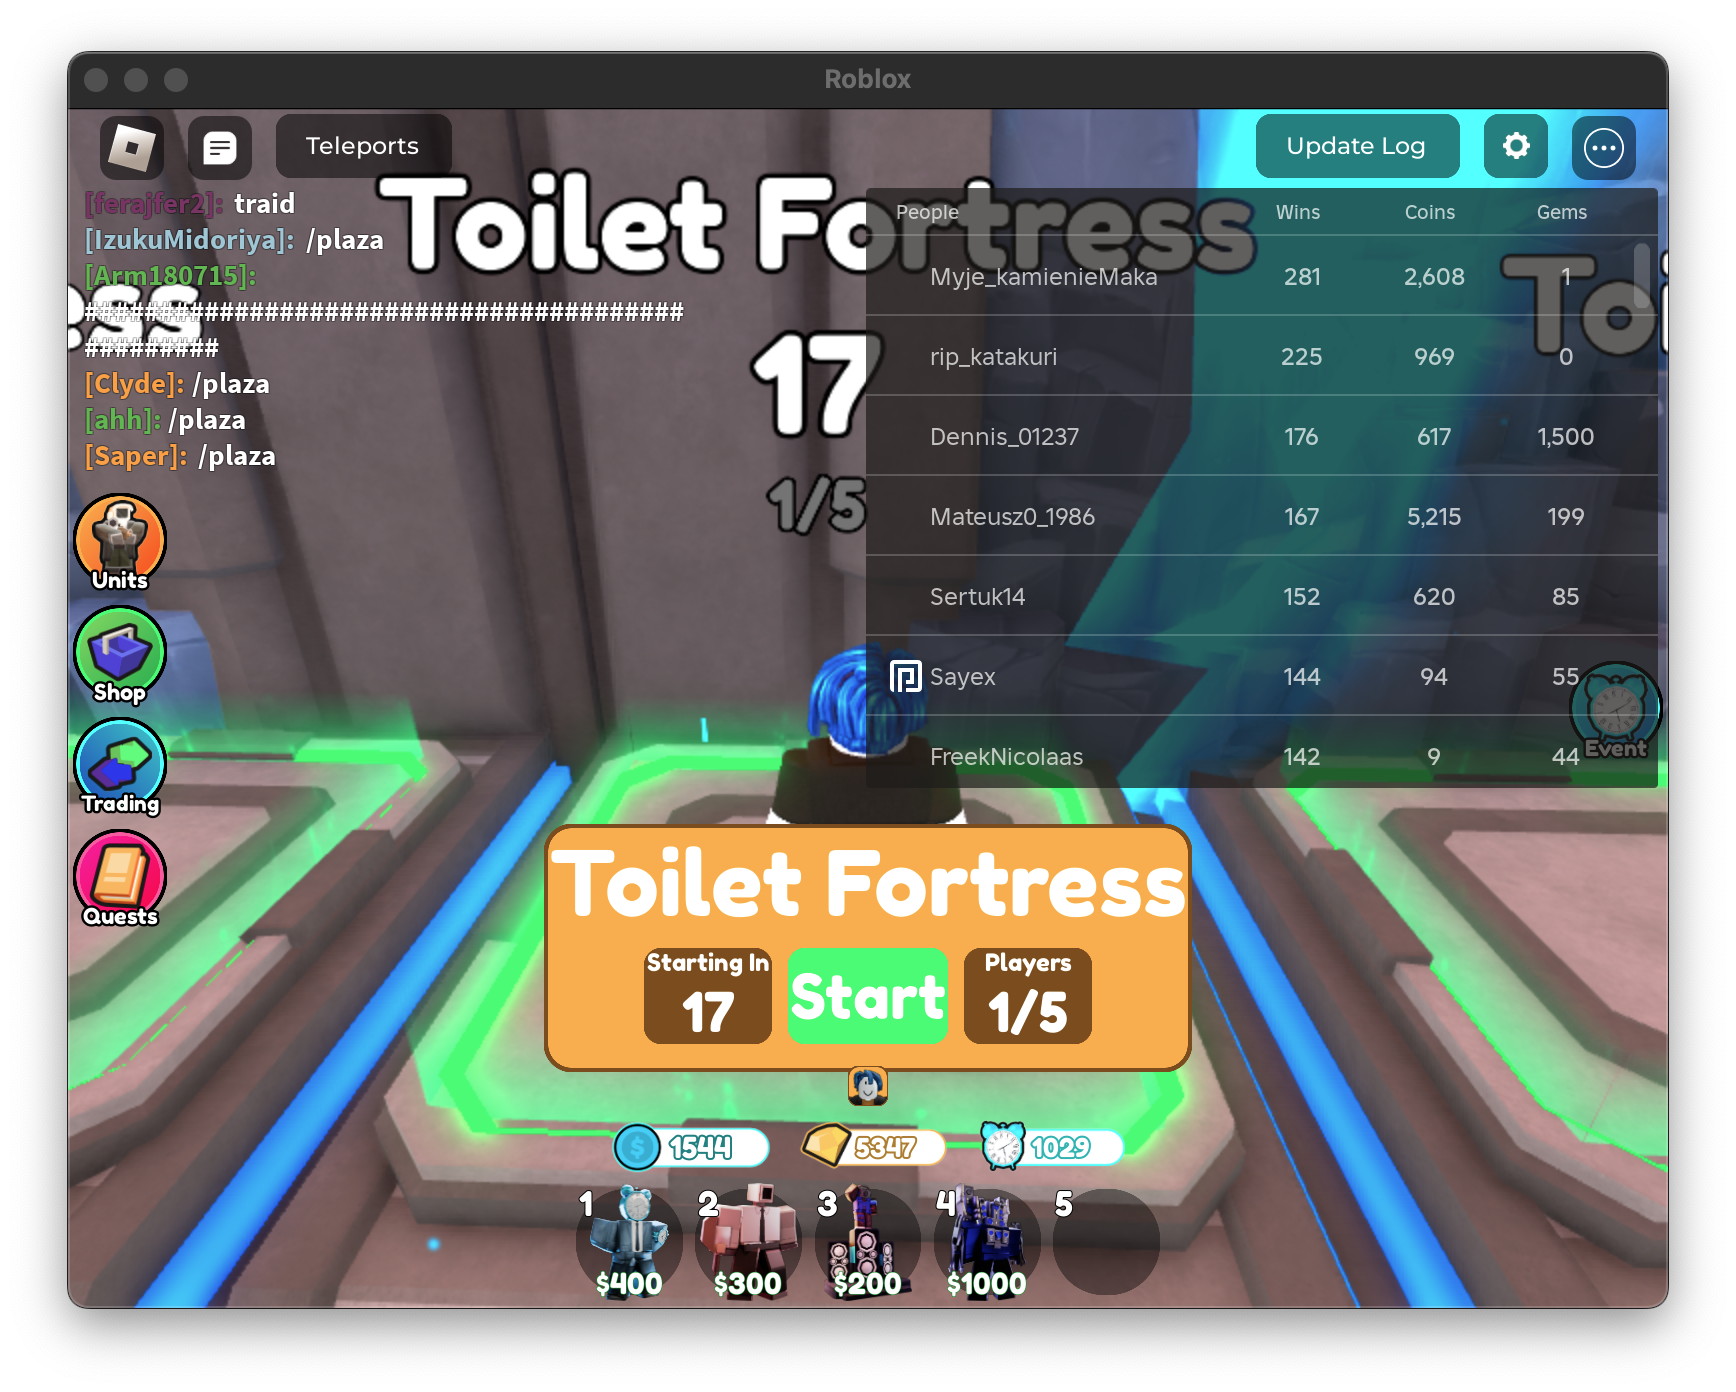 Roblox
Teleports
Update Log
[ferajfer2]: traid
[IzukuMidoriya]: /plaza
[Arm180715]:
########################################
#########
[Clyde]: /plaza
[ahh]: /plaza
[Saper]: /plaza
Toilet Fortress
17
1/5
ess
Toi
People Wins Coins Gems
Myje_kamienieMaka 281 2,608 1
rip_katakuri 225 969 0
Dennis_01237 176 617 1,500
Mateusz0_1986 167 5,215 199
Sertuk14 152 620 85
Sayex 144 94 55
FreekNicolaas 142 9 44
Units
Shop
Trading
Quests
Event
Toilet Fortress
Starting In
17
Start
Players
1/5
1544
5347
1029
1 $400
2 $300
3 $200
4 $1000
5